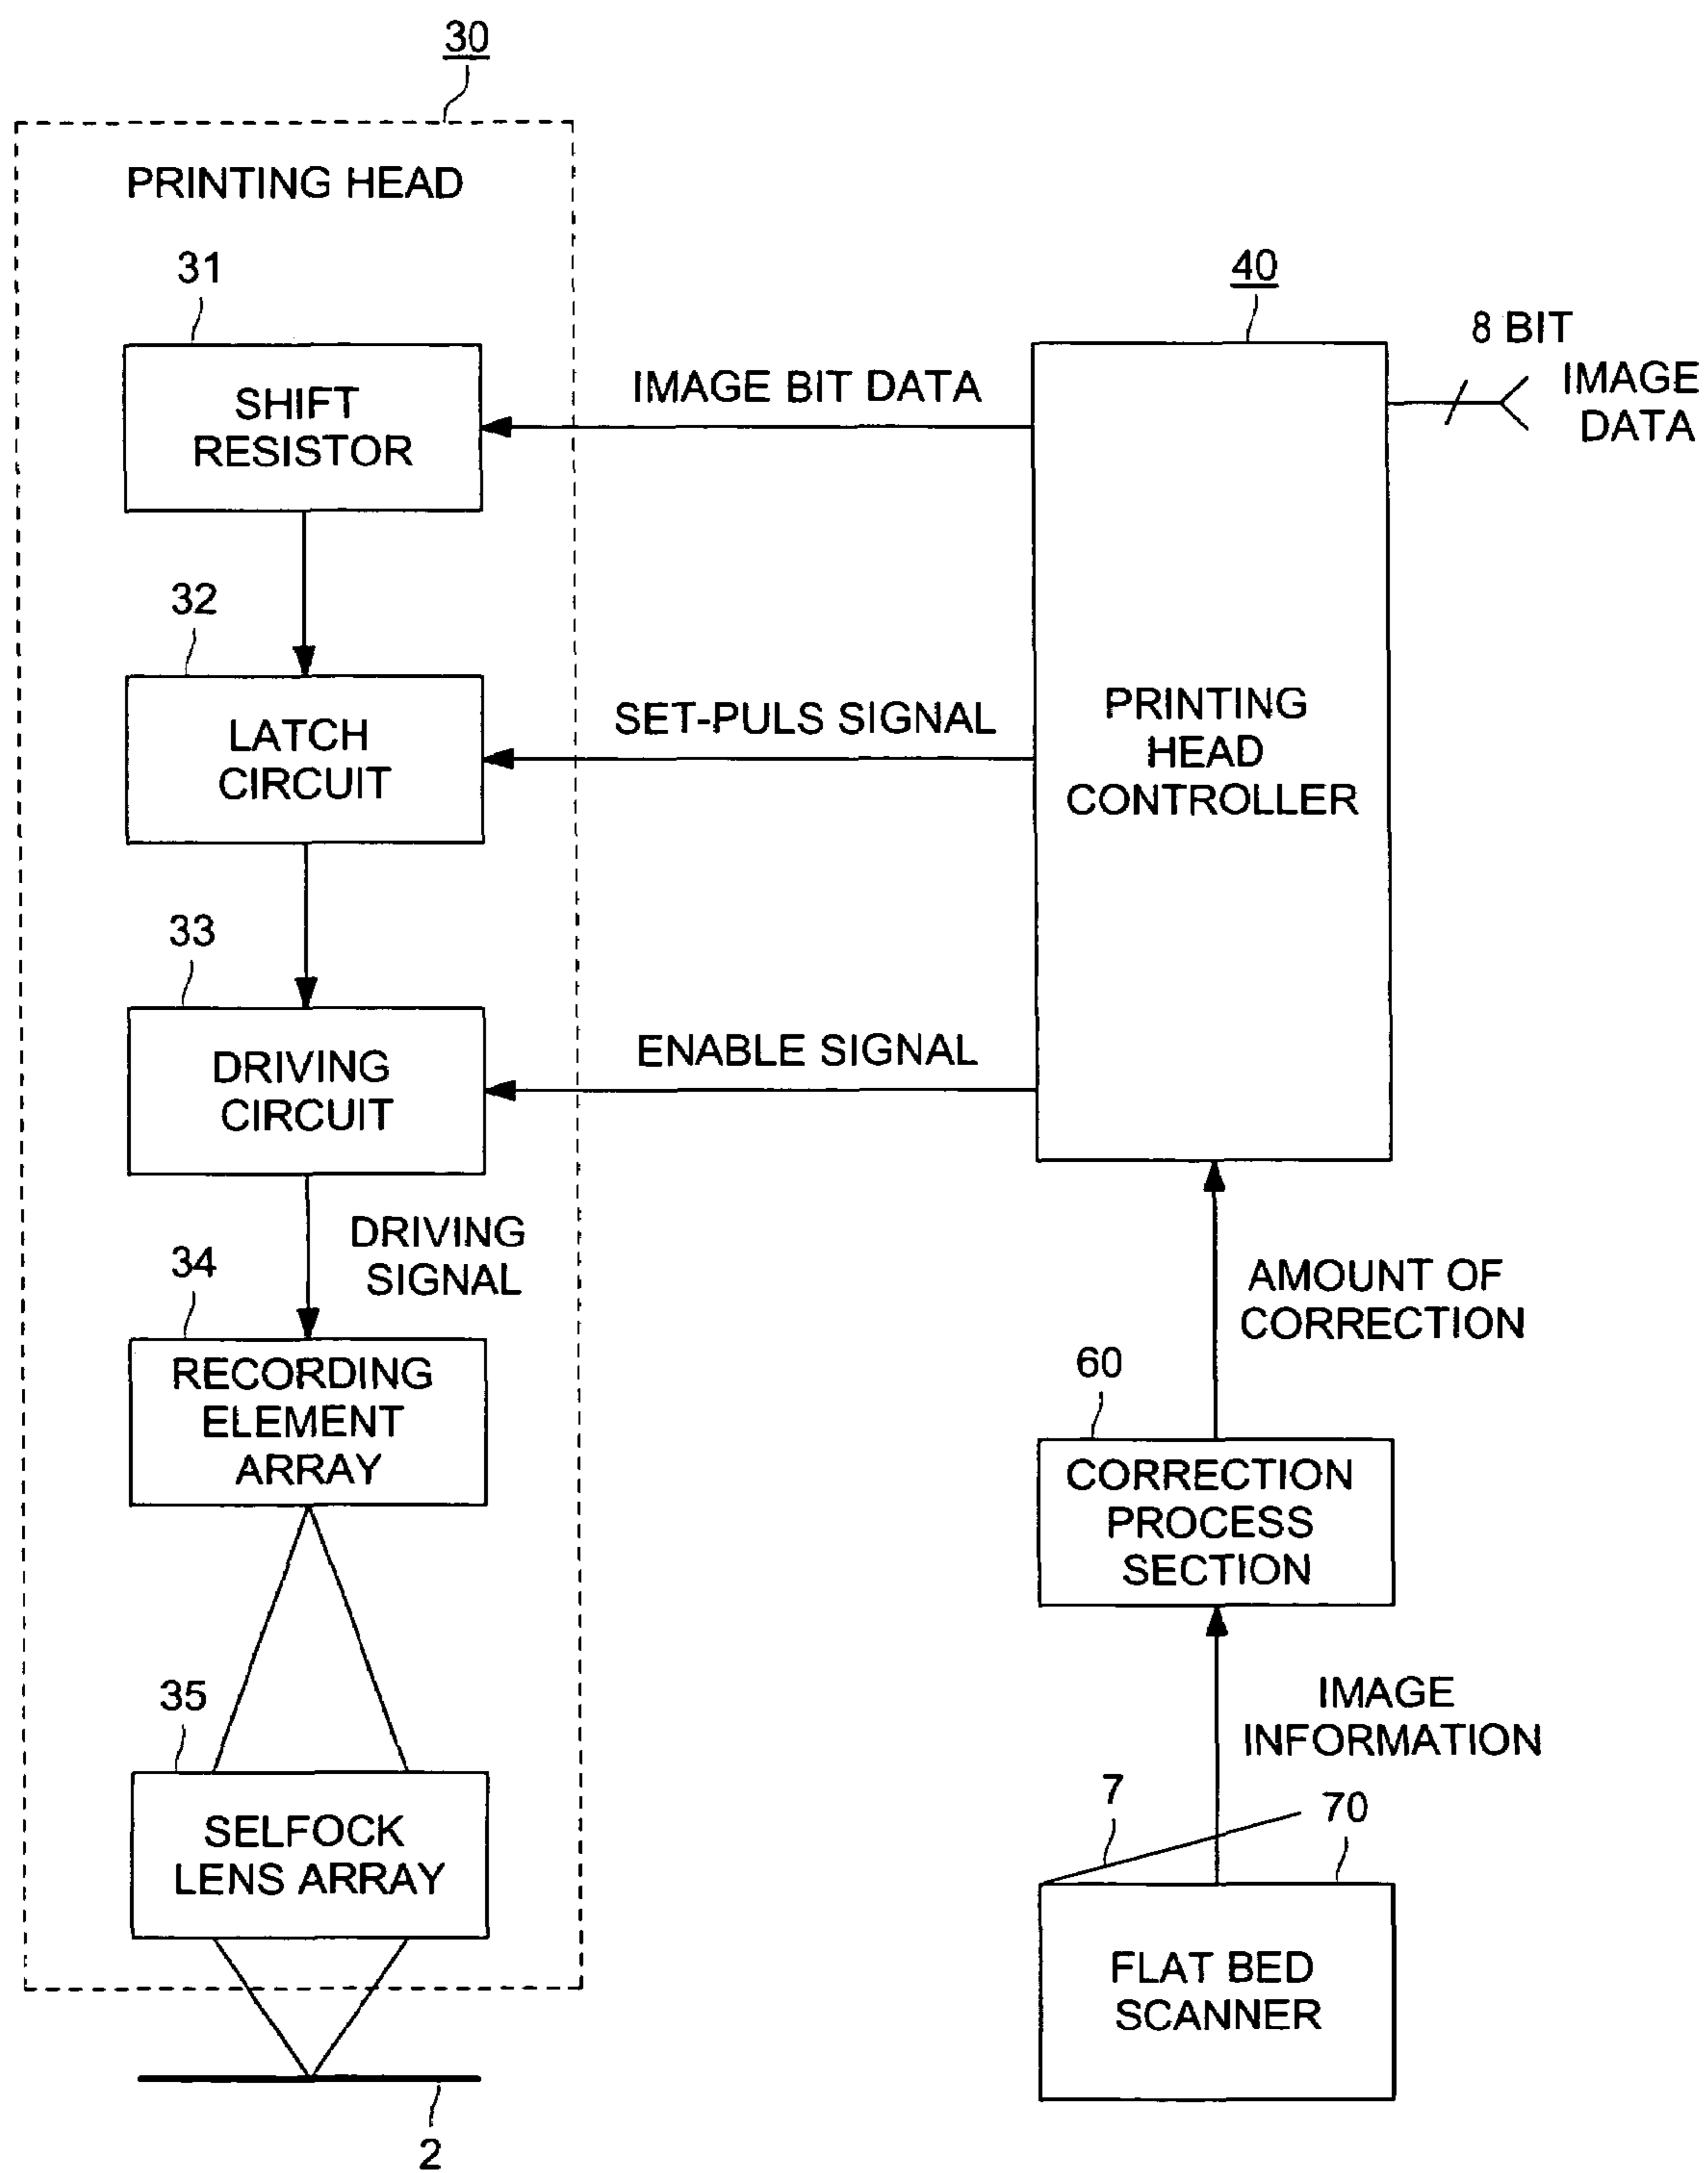 30
PRINTING HEAD
31
SHIFT
RESISTOR
IMAGE BIT DATA
40
8 BIT
IMAGE
DATA
32
LATCH
CIRCUIT
SET-PULS SIGNAL
PRINTING
HEAD
CONTROLLER
33
DRIVING
CIRCUIT
ENABLE SIGNAL
DRIVING
SIGNAL
34
RECORDING
ELEMENT
ARRAY
AMOUNT OF
CORRECTION
60
CORRECTION
PROCESS
SECTION
35
SELFOCK
LENS ARRAY
IMAGE
INFORMATION
7
70
FLAT BED
SCANNER
2